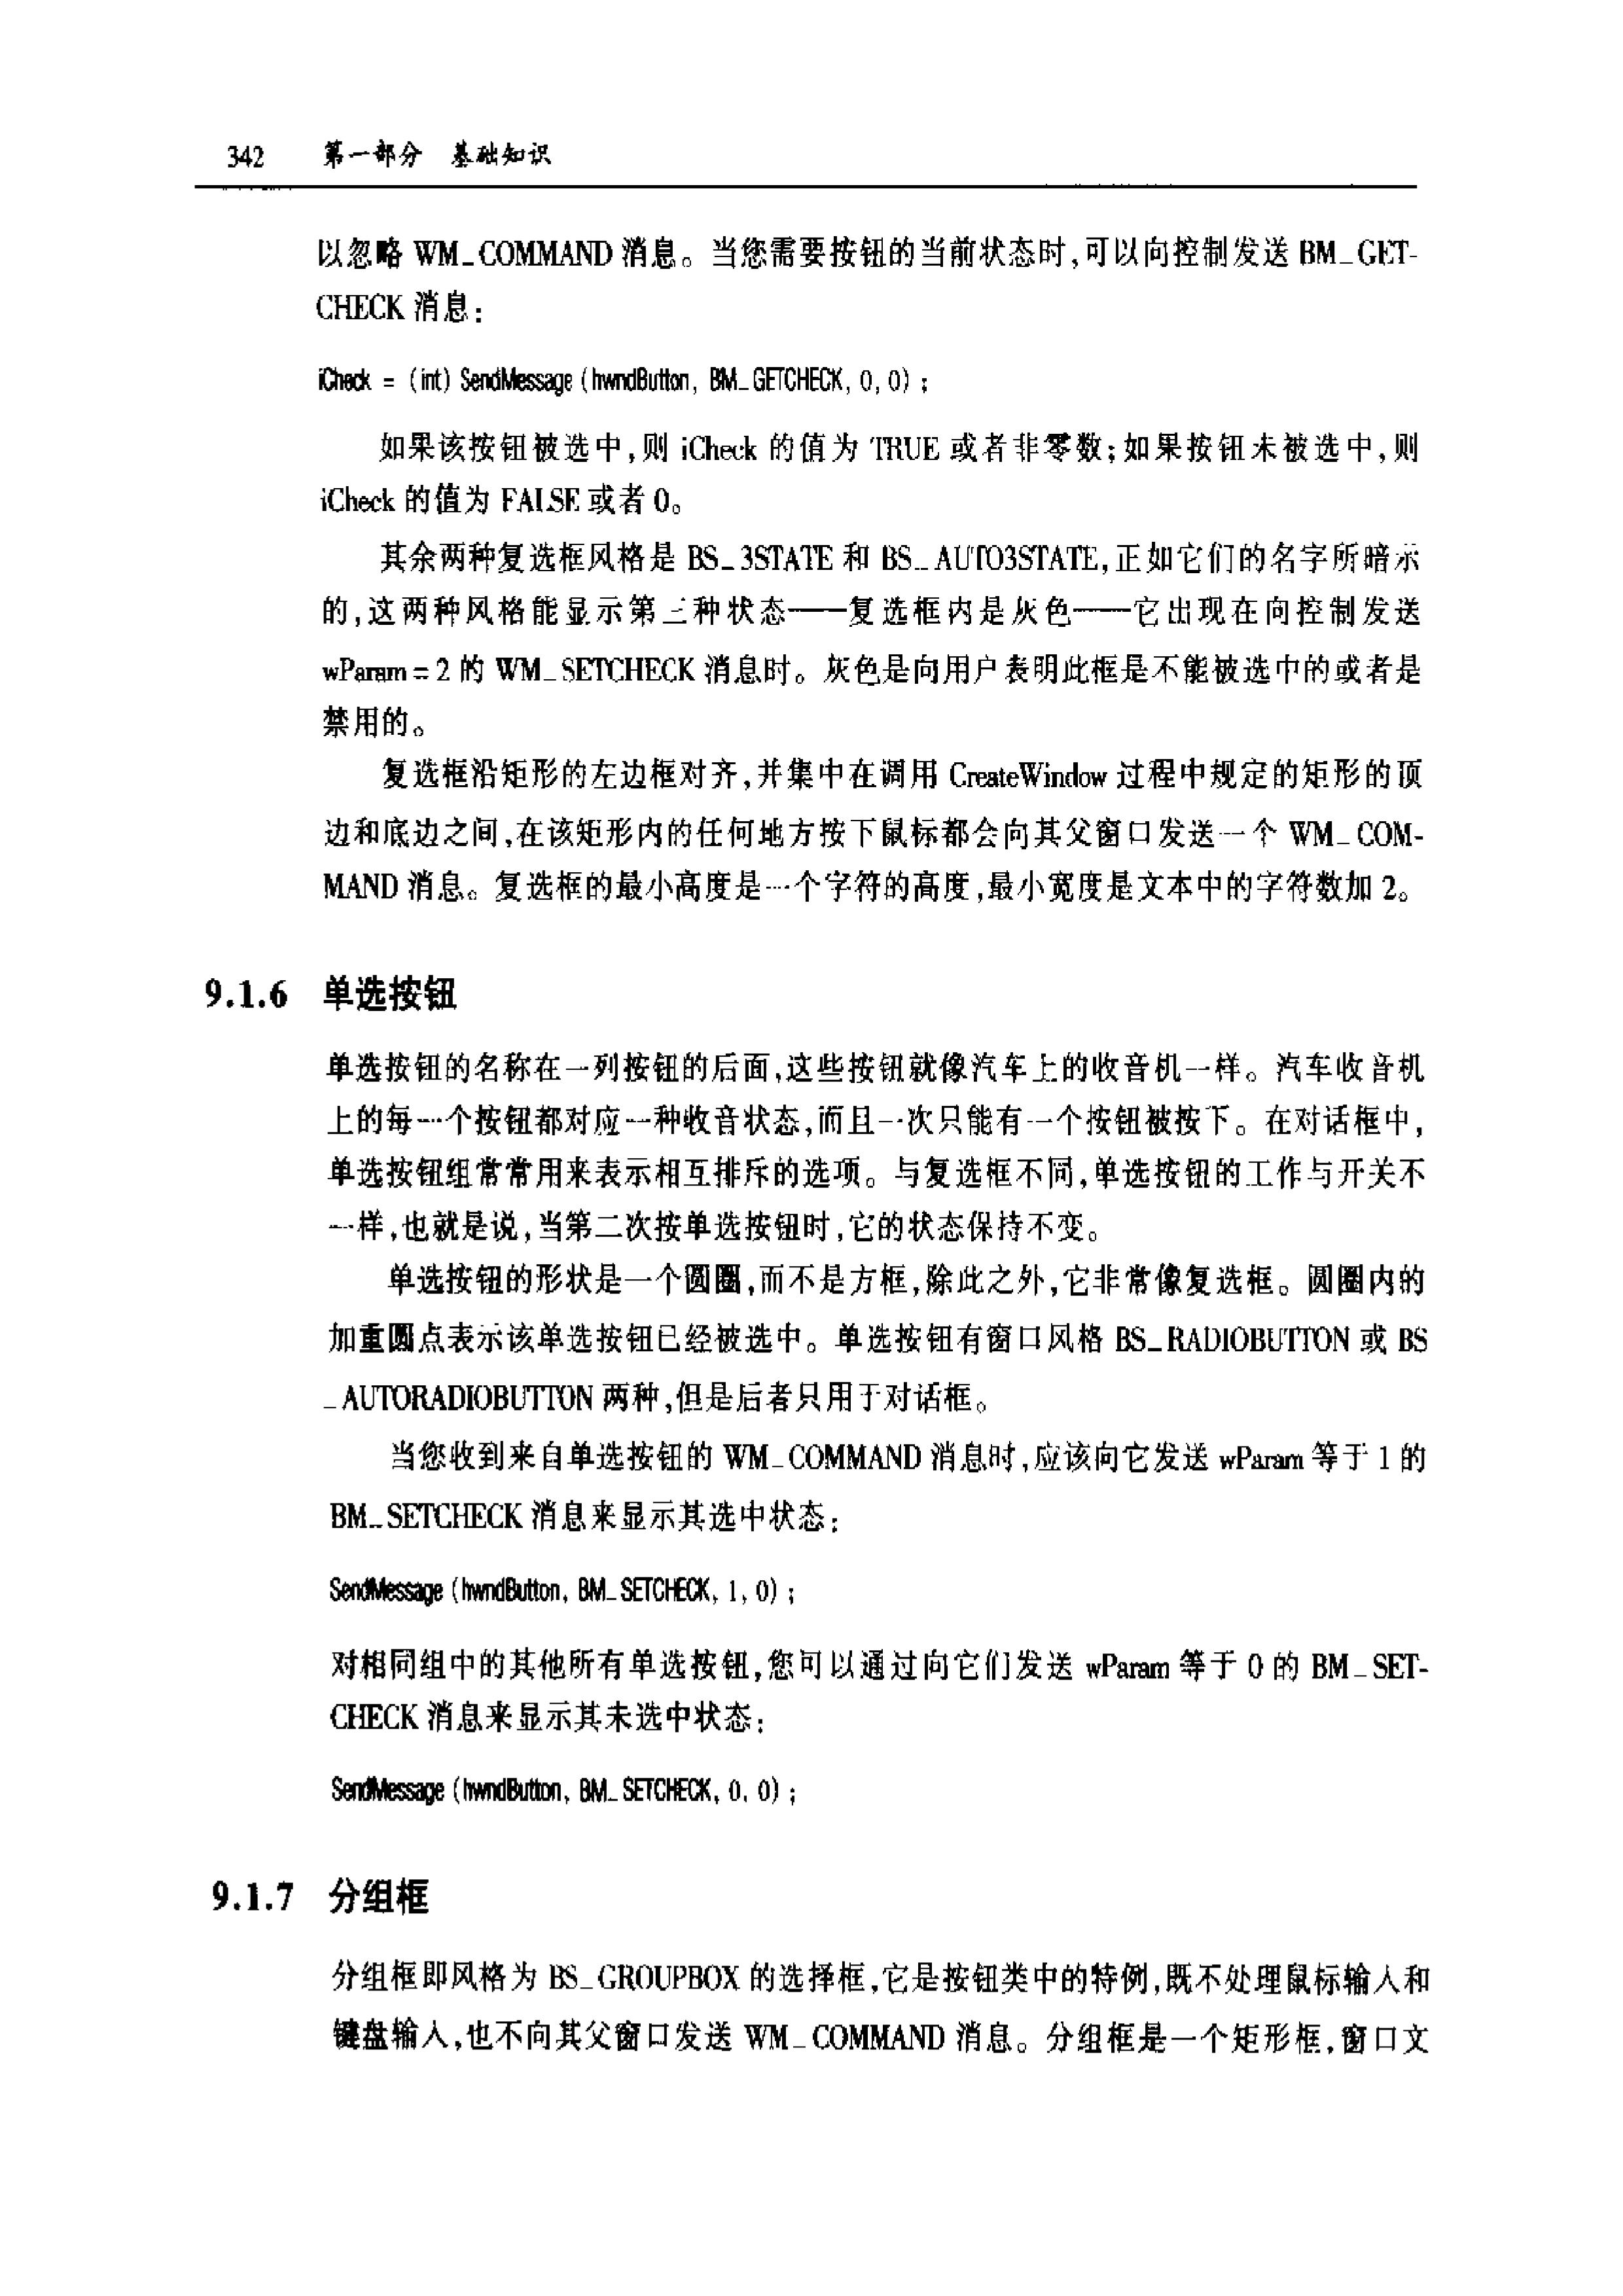 342 第一部分 基础知识
以忽略 WM_COMMAND 消息。当您需要按钮的当前状态时,可以向控制发送 BM_GET-
CHECK 消息:
iCheck = (int) SendMessage (hwndButton, BM_GETCHECK, 0, 0) ;
如果该按钮被选中,则 iCheck 的值为 TRUE 或者非零数;如果按钮未被选中,则
iCheck 的值为 FALSE 或者 0。
其余两种复选框风格是 BS_3STATE 和 BS_AUTO3STATE,正如它们的名字所暗示
的,这两种风格能显示第三种状态——复选框内是灰色——它出现在向控制发送
wParam = 2 的 WM_SETCHECK 消息时。灰色是向用户表明此框是不能被选中的或者是
禁用的。
复选框沿矩形的左边框对齐,并集中在调用 CreateWindow 过程中规定的矩形的顶
边和底边之间,在该矩形内的任何地方按下鼠标都会向其父窗口发送一个 WM_COM-
MAND 消息。复选框的最小高度是一个字符的高度,最小宽度是文本中的字符数加 2。
9.1.6 单选按钮
单选按钮的名称在一列按钮的后面,这些按钮就像汽车上的收音机一样。汽车收音机
上的每一个按钮都对应一种收音状态,而且一次只能有一个按钮被按下。在对话框中,
单选按钮组常常用来表示相互排斥的选项。与复选框不同,单选按钮的工作与开关不
一样,也就是说,当第二次按单选按钮时,它的状态保持不变。
单选按钮的形状是一个圆圈,而不是方框,除此之外,它非常像复选框。圆圈内的
加重圆点表示该单选按钮已经被选中。单选按钮有窗口风格 BS_RADIOBUTTON 或 BS
_AUTORADIOBUTTON 两种,但是后者只用于对话框。
当您收到来自单选按钮的 WM_COMMAND 消息时,应该向它发送 wParam 等于 1 的
BM_SETCHECK 消息来显示其选中状态:
SendMessage (hwndButton, BM_SETCHECK, 1, 0) ;
对相同组中的其他所有单选按钮,您可以通过向它们发送 wParam 等于 0 的 BM_SET-
CHECK 消息来显示其未选中状态:
SendMessage (hwndButton, BM_SETCHECK, 0, 0) ;
9.1.7 分组框
分组框即风格为 BS_GROUPBOX 的选择框,它是按钮类中的特例,既不处理鼠标输入和
键盘输入,也不向其父窗口发送 WM_COMMAND 消息。分组框是一个矩形框,窗口文